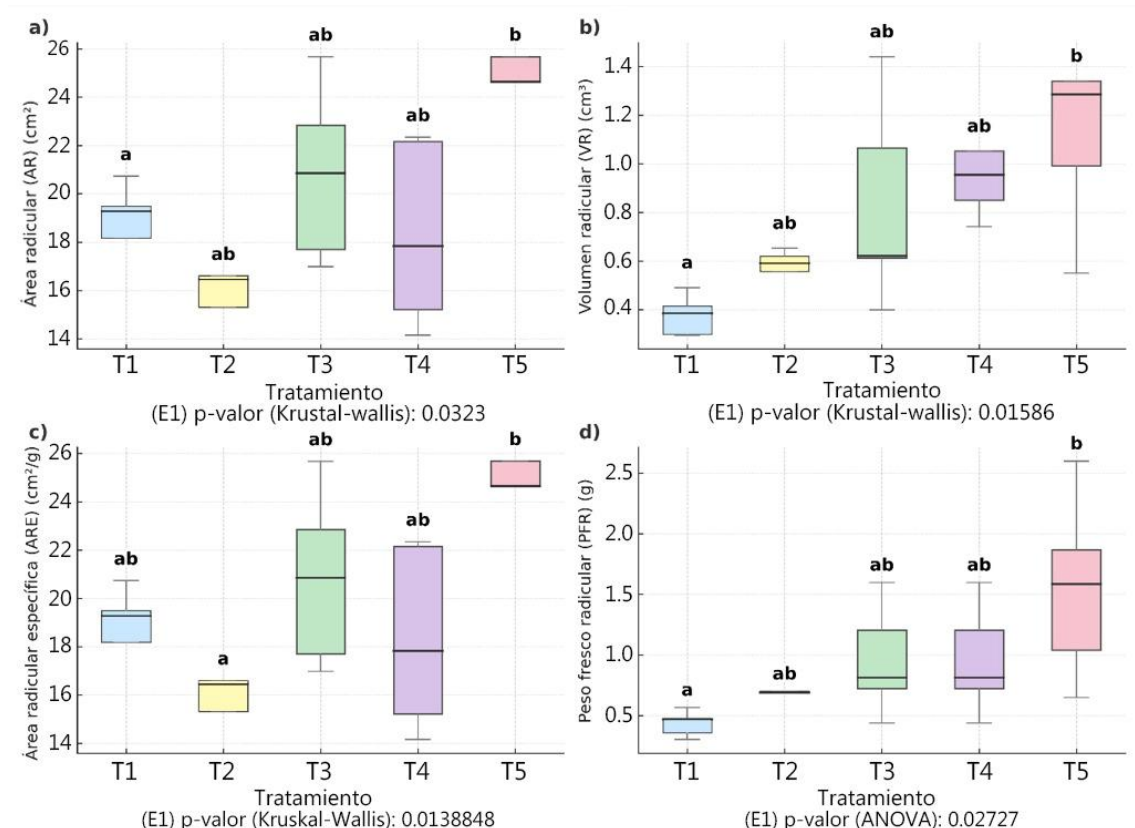 a)
Área radicular (AR) (cm²)
26
24
22
20
18
16
14
a
ab
ab
ab
b
T1 T2 T3 T4 T5
Tratamiento
(E1) p-valor (Krustal-wallis): 0.0323
b)
Volumen radicular (VR) (cm³)
1.4
1.2
1.0
0.8
0.6
0.4
a
ab
ab
ab
b
T1 T2 T3 T4 T5
Tratamiento
(E1) p-valor (Krustal-wallis): 0.01586
c)
Área radicular específica (ARE) (cm²/g)
26
24
22
20
18
16
14
ab
a
ab
ab
b
T1 T2 T3 T4 T5
Tratamiento
(E1) p-valor (Kruskal-Wallis): 0.0138848
d)
Peso fresco radicular (PFR) (g)
2.5
2.0
1.5
1.0
0.5
a
ab
ab
ab
b
T1 T2 T3 T4 T5
Tratamiento
(E1) p-valor (ANOVA): 0.02727